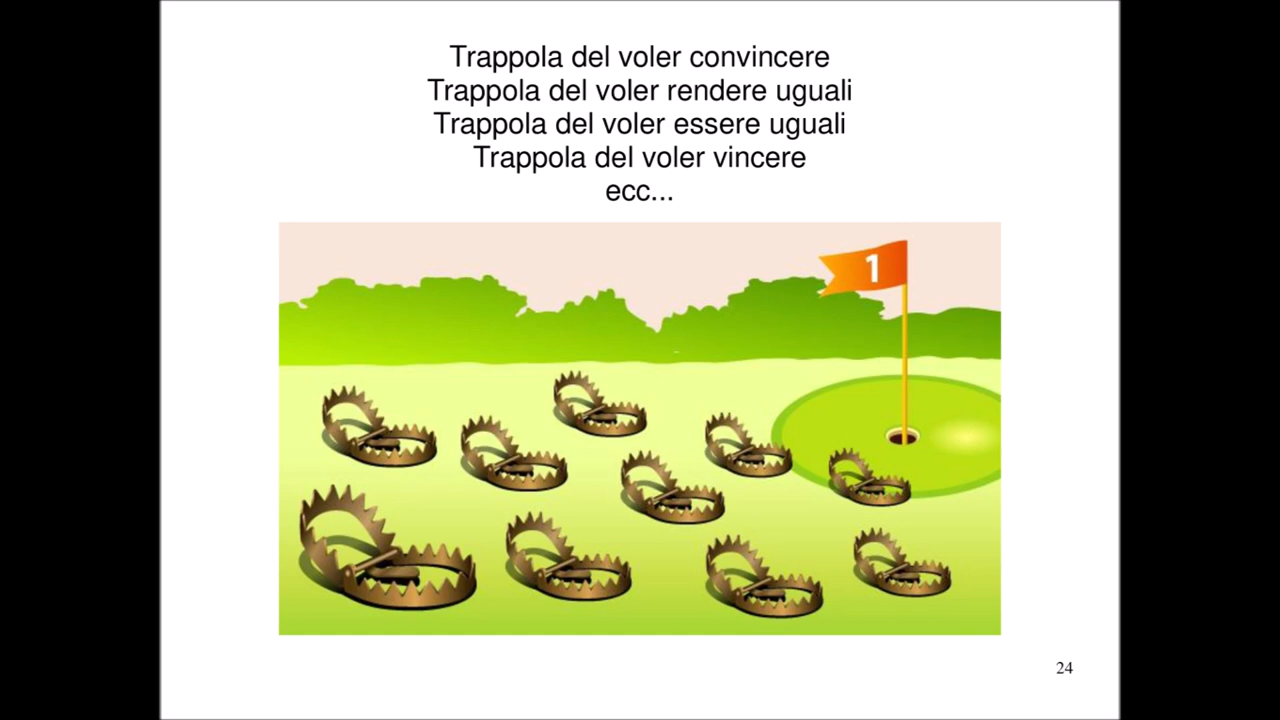 Trappola del voler convincere
Trappola del voler rendere uguali
Trappola del voler essere uguali
Trappola del voler vincere
ecc...
1
24